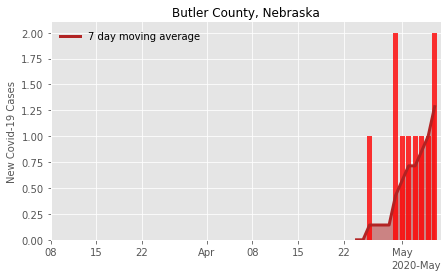 Butler County, Nebraska
7 day moving average
New Covid-19 Cases
2.00
1.75
1.50
1.25
1.00
0.75
0.50
0.25
0.00
08 15 22 Apr 08 15 22 May
2020-May